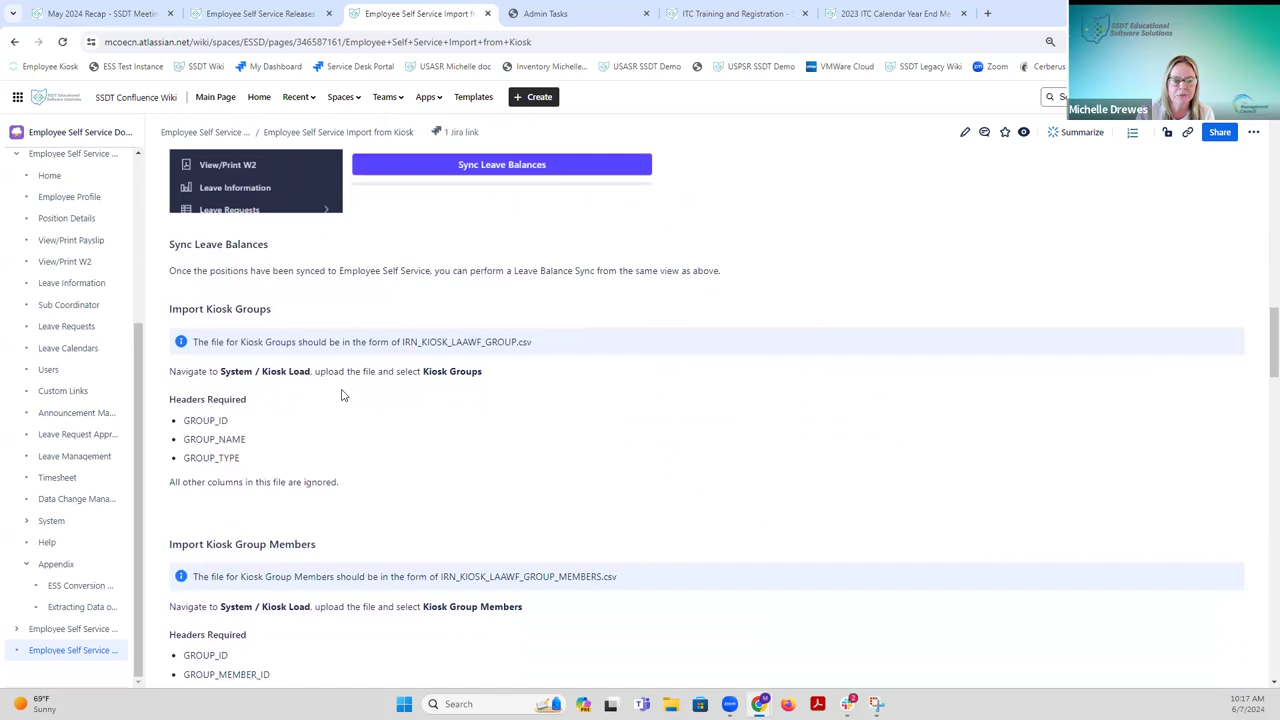 May 2024 Recap - SSDT Meetin
Employee Self Service Releases
Employee Self Service Import fr
Admin Tasks
ITC Training and Registration -
2023 ITC Calendar Year End Me
mcoecn.atlassian.net/wiki/spaces/ESSD/pages/346587161/Employee+Self+Service+Import+from+Kiosk
SSDT Educational
Software Solutions
Employee Kiosk
ESS Test Instance
SSDT Wiki
My Dashboard
Service Desk Portal
USASR Michelle doc
Inventory Michelle...
USASR SSDT Demo
USPSR SSDT Demo
VMWare Cloud
SSDT Legacy Wiki
Zoom
Cerberus
SSDT Confluence Wiki
Main Page
Home
Recent
Spaces
Teams
Apps
Templates
+ Create
Management
Michelle Drewes
Employee Self Service Do...
Employee Self Service ... / Employee Self Service Import from Kiosk
1 Jira link
Summarize
Share
Employee Self Service ...
Home
Employee Profile
Position Details
View/Print Payslip
View/Print W2
Leave Information
Sub Coordinator
Leave Requests
Leave Calendars
Users
Custom Links
Announcement Ma...
Leave Request Appr...
Leave Management
Timesheet
Data Change Mana...
System
Help
Appendix
ESS Conversion ...
Extracting Data o...
Employee Self Service ...
Employee Self Service ...
View/Print W2
Leave Information
Leave Requests
Sync Leave Balances
Sync Leave Balances
Once the positions have been synced to Employee Self Service, you can perform a Leave Balance Sync from the same view as above.
Import Kiosk Groups
The file for Kiosk Groups should be in the form of IRN_KIOSK_LAAWF_GROUP.csv
Navigate to System / Kiosk Load, upload the file and select Kiosk Groups
Headers Required
• GROUP_ID
• GROUP_NAME
• GROUP_TYPE
All other columns in this file are ignored.
Import Kiosk Group Members
The file for Kiosk Group Members should be in the form of IRN_KIOSK_LAAWF_GROUP_MEMBERS.csv
Navigate to System / Kiosk Load, upload the file and select Kiosk Group Members
Headers Required
• GROUP_ID
• GROUP_MEMBER_ID
69°F
Sunny
Search
10:17 AM
6/7/2024